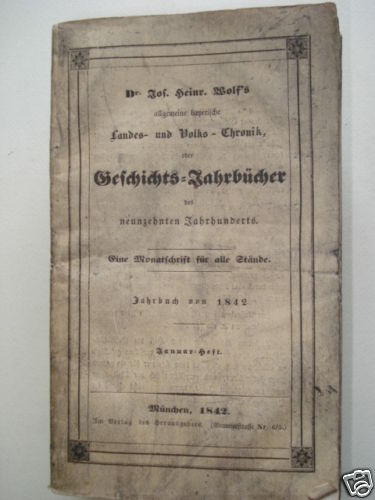 Dr. Jos. Heinr. Wolf's
allgemeine bayerische
Landes- und Volks-Chronik,
oder
Geschichts-Jahrbücher
des
neunzehnten Jahrhunderts.
Eine Monatschrift für alle Stände.
Jahrbuch von 1842
Januar-Heft.
München, 1842.
Im Verlag des Herausgebers.